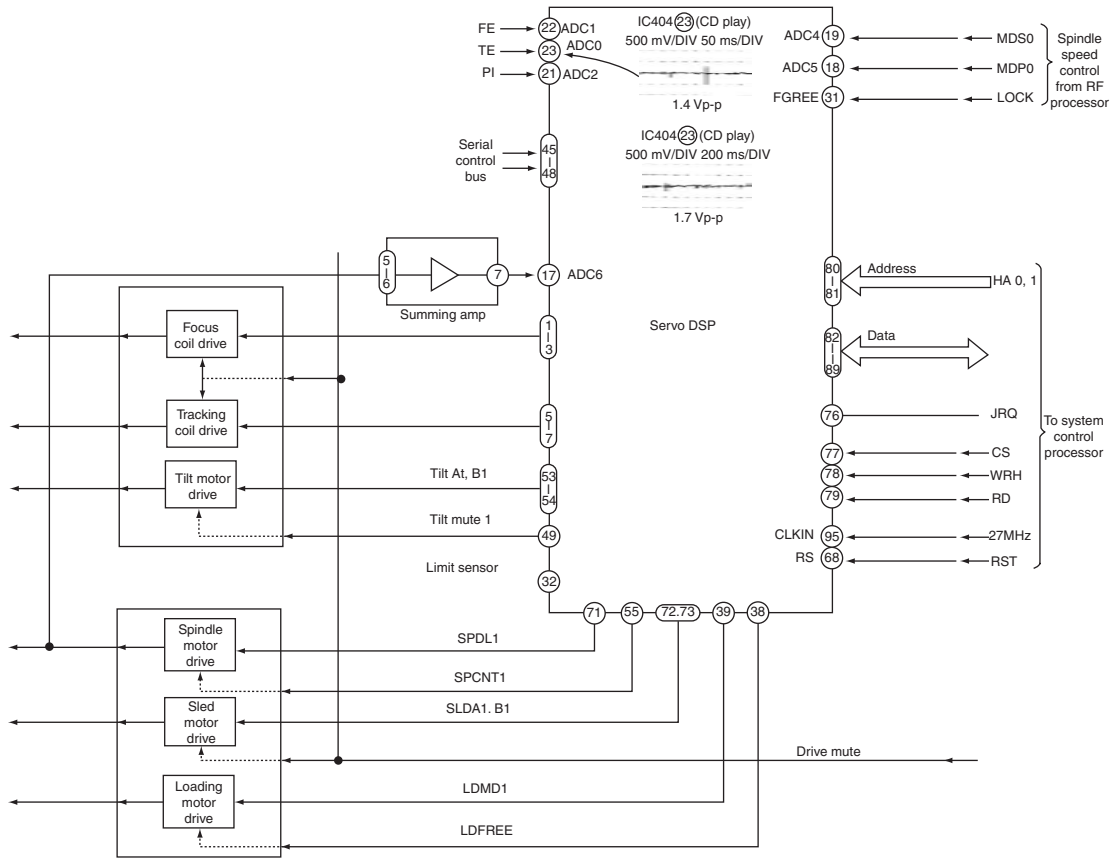 FE
22
ADC1
TE
23
ADC0
PI
21
ADC2
IC404 23 (CD play)
500 mV/DIV 50 ms/DIV
1.4 Vp-p
IC404 23 (CD play)
500 mV/DIV 200 ms/DIV
1.7 Vp-p
ADC4
19
MDS0
ADC5
18
MDP0
FGREE
31
LOCK
Spindle
speed
control
from RF
processor
Serial
control
bus
45
48
5
6
7
Summing amp
17
ADC6
Servo DSP
80
81
Address
HA 0, 1
82
89
Data
76
JRQ
77
CS
78
WRH
79
RD
CLKIN
95
27MHz
RS
68
RST
To system
control
processor
Focus
coil drive
1
3
Tracking
coil drive
5
7
Tilt motor
drive
Tilt At, B1
53
54
Tilt mute 1
49
Limit sensor
32
71
55
72.73
39
38
Spindle
motor
drive
SPDL1
SPCNT1
Sled
motor
drive
SLDA1. B1
Drive mute
Loading
motor
drive
LDMD1
LDFREE